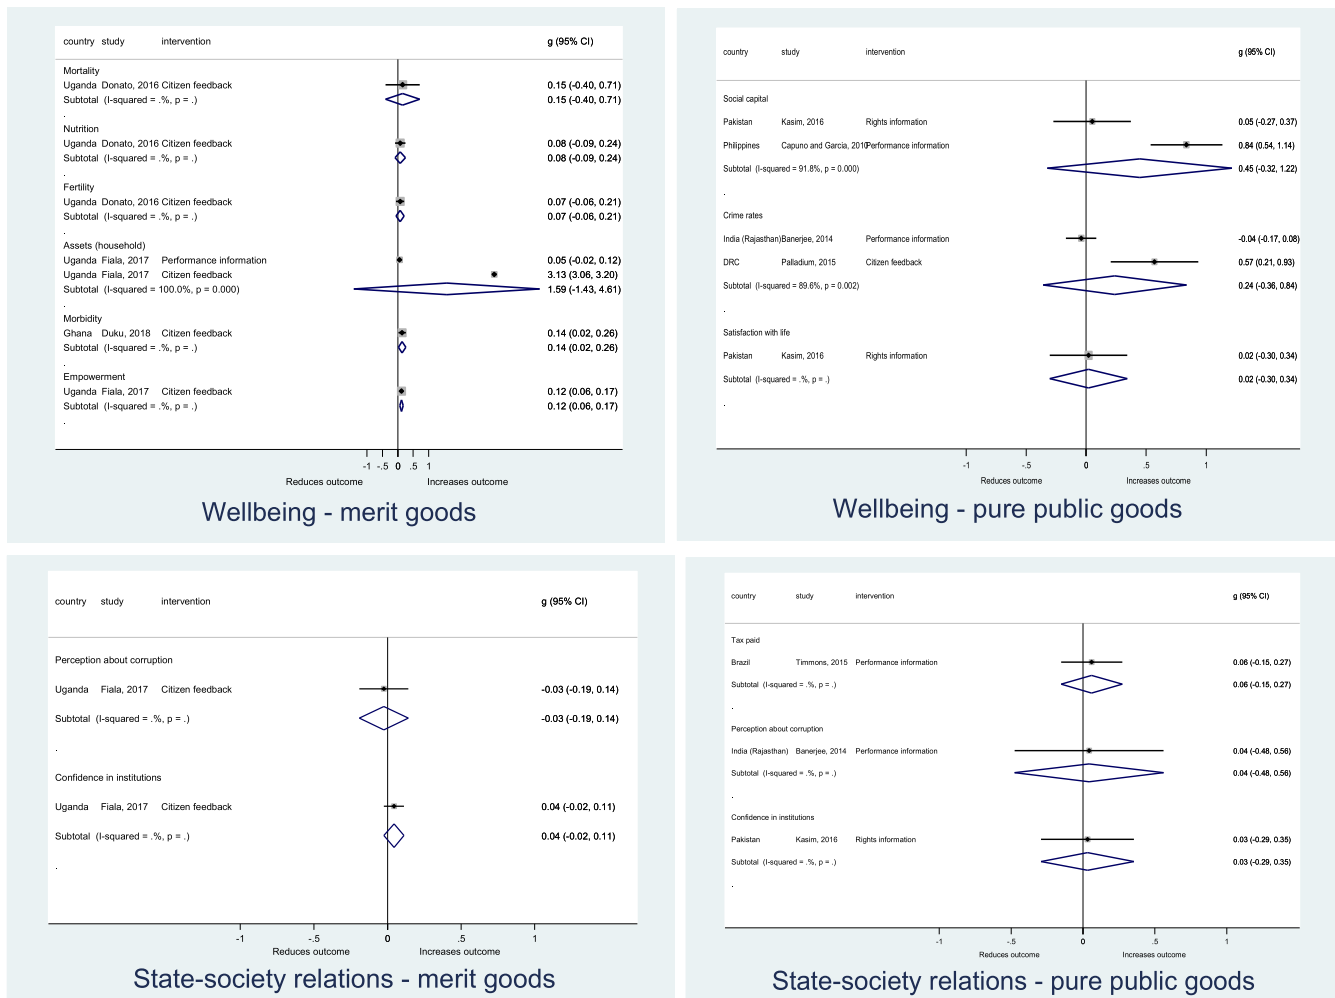 country study intervention g (95% CI)
Mortality
Uganda Donato, 2016 Citizen feedback 0.15 (-0.40, 0.71)
Subtotal (I-squared = .%, p = .) 0.15 (-0.40, 0.71)
.
Nutrition
Uganda Donato, 2016 Citizen feedback 0.08 (-0.09, 0.24)
Subtotal (I-squared = .%, p = .) 0.08 (-0.09, 0.24)
.
Fertility
Uganda Donato, 2016 Citizen feedback 0.07 (-0.06, 0.21)
Subtotal (I-squared = .%, p = .) 0.07 (-0.06, 0.21)
.
Assets (household)
Uganda Fiala, 2017 Performance information 0.05 (-0.02, 0.12)
Uganda Fiala, 2017 Citizen feedback 3.13 (3.06, 3.20)
Subtotal (I-squared = 100.0%, p = 0.000) 1.59 (-1.43, 4.61)
.
Morbidity
Ghana Duku, 2018 Citizen feedback 0.14 (0.02, 0.26)
Subtotal (I-squared = .%, p = .) 0.14 (0.02, 0.26)
.
Empowerment
Uganda Fiala, 2017 Citizen feedback 0.12 (0.06, 0.17)
Subtotal (I-squared = .%, p = .) 0.12 (0.06, 0.17)
.
-1 -.5 0 .5 1
Reduces outcome Increases outcome
Wellbeing - merit goods
country study intervention g (95% CI)
Social capital
Pakistan Kasim, 2016 Rights information 0.05 (-0.27, 0.37)
Philippines Capuno and Garcia, 2010 Performance information 0.84 (0.54, 1.14)
Subtotal (I-squared = 91.8%, p = 0.000) 0.45 (-0.32, 1.22)
.
Crime rates
India (Rajasthan) Banerjee, 2014 Performance information -0.04 (-0.17, 0.08)
DRC Palladium, 2015 Citizen feedback 0.57 (0.21, 0.93)
Subtotal (I-squared = 89.6%, p = 0.002) 0.24 (-0.36, 0.84)
.
Satisfaction with life
Pakistan Kasim, 2016 Rights information 0.02 (-0.30, 0.34)
Subtotal (I-squared = .%, p = .) 0.02 (-0.30, 0.34)
.
-1 -.5 0 .5 1
Reduces outcome Increases outcome
Wellbeing - pure public goods
country study intervention g (95% CI)
Perception about corruption
Uganda Fiala, 2017 Citizen feedback -0.03 (-0.19, 0.14)
Subtotal (I-squared = .%, p = .) -0.03 (-0.19, 0.14)
.
Confidence in institutions
Uganda Fiala, 2017 Citizen feedback 0.04 (-0.02, 0.11)
Subtotal (I-squared = .%, p = .) 0.04 (-0.02, 0.11)
.
-1 -.5 0 .5 1
Reduces outcome Increases outcome
State-society relations - merit goods
country study intervention g (95% CI)
Tax paid
Brazil Timmons, 2015 Performance information 0.06 (-0.15, 0.27)
Subtotal (I-squared = .%, p = .) 0.06 (-0.15, 0.27)
.
Perception about corruption
India (Rajasthan) Banerjee, 2014 Performance information 0.04 (-0.48, 0.56)
Subtotal (I-squared = .%, p = .) 0.04 (-0.48, 0.56)
.
Confidence in institutions
Pakistan Kasim, 2016 Rights information 0.03 (-0.29, 0.35)
Subtotal (I-squared = .%, p = .) 0.03 (-0.29, 0.35)
.
-1 -.5 0 .5 1
Reduces outcome Increases outcome
State-society relations - pure public goods